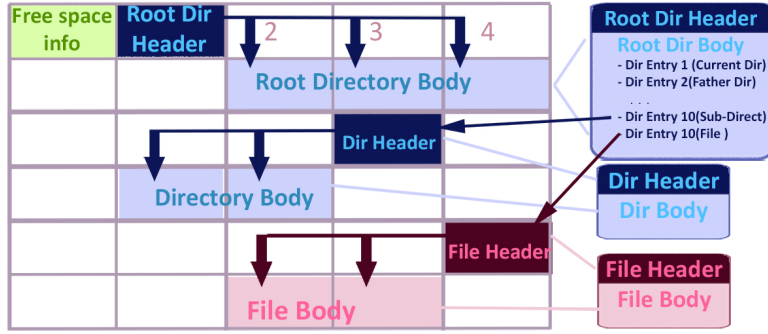 Free space
info
Root Dir
Header
2
3
4
Root Directory Body
Dir Header
Directory Body
File Header
File Body
Root Dir Header
Root Dir Body
- Dir Entry 1 (Current Dir)
- Dir Entry 2(Father Dir)
. . .
- Dir Entry 10(Sub-Direct)
- Dir Entry 10(File )
Dir Header
Dir Body
File Header
File Body